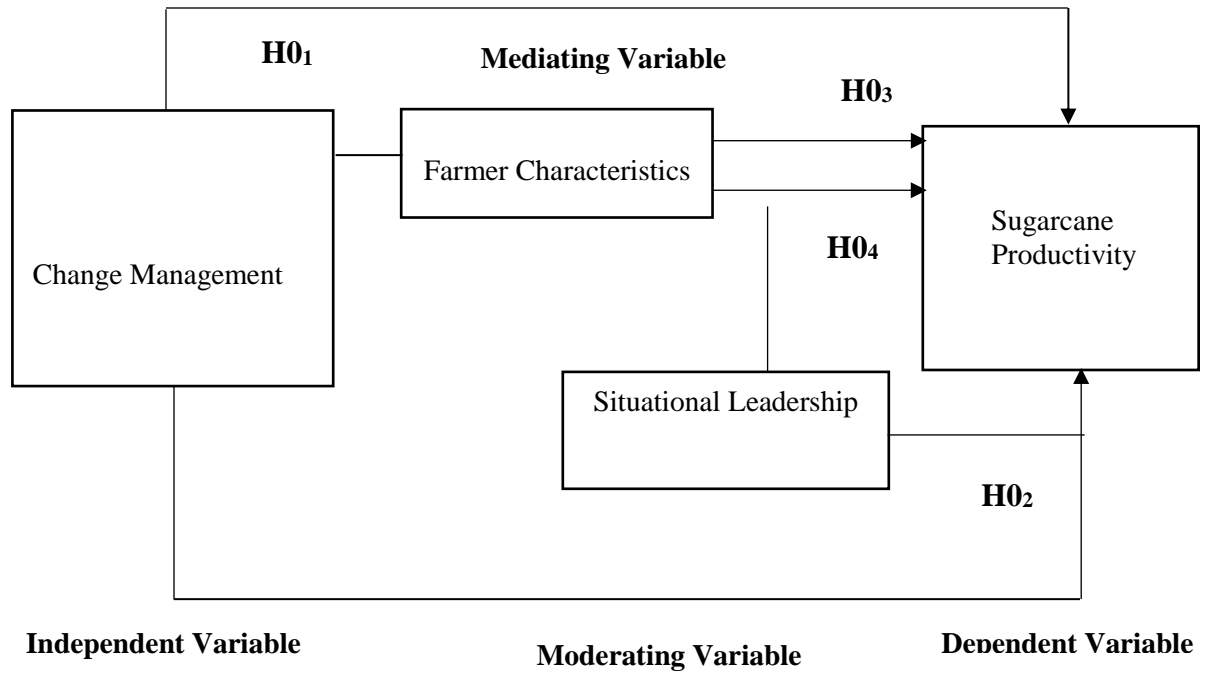 H0₁
Mediating Variable
H0₃
Farmer Characteristics
Change Management
Sugarcane
Productivity
H0₄
Situational Leadership
H0₂
Independent Variable
Moderating Variable
Dependent Variable